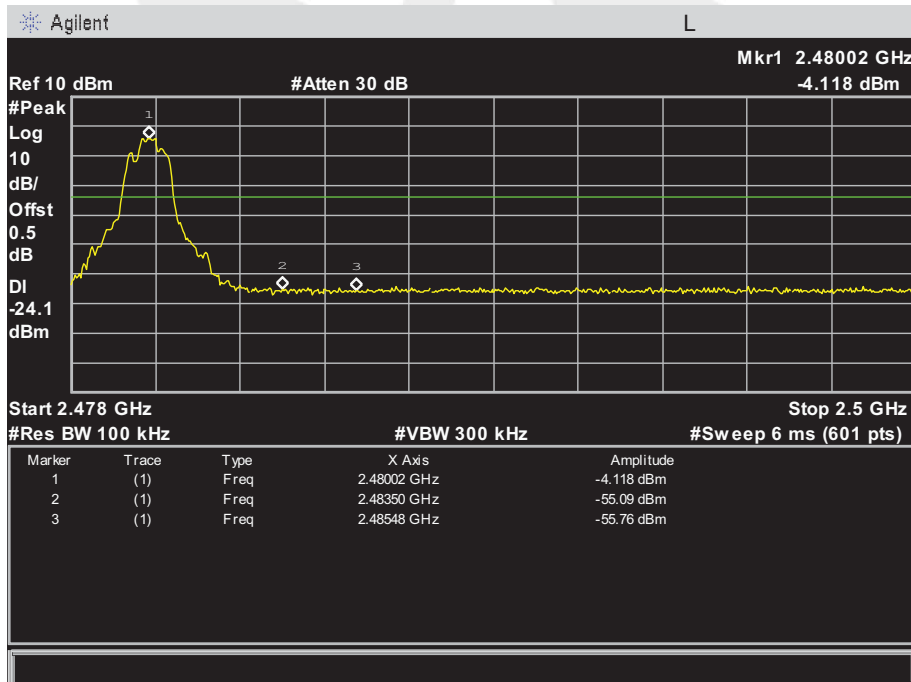 Agilent L
Mkr1 2.48002 GHz
Ref 10 dBm #Atten 30 dB -4.118 dBm
#Peak
Log
10
dB/
Offst
0.5
dB
DI
-24.1
dBm
1
2 3
Start 2.478 GHz Stop 2.5 GHz
#Res BW 100 kHz #VBW 300 kHz #Sweep 6 ms (601 pts)
Marker Trace Type X Axis Amplitude
1 (1) Freq 2.48002 GHz -4.118 dBm
2 (1) Freq 2.48350 GHz -55.09 dBm
3 (1) Freq 2.48548 GHz -55.76 dBm